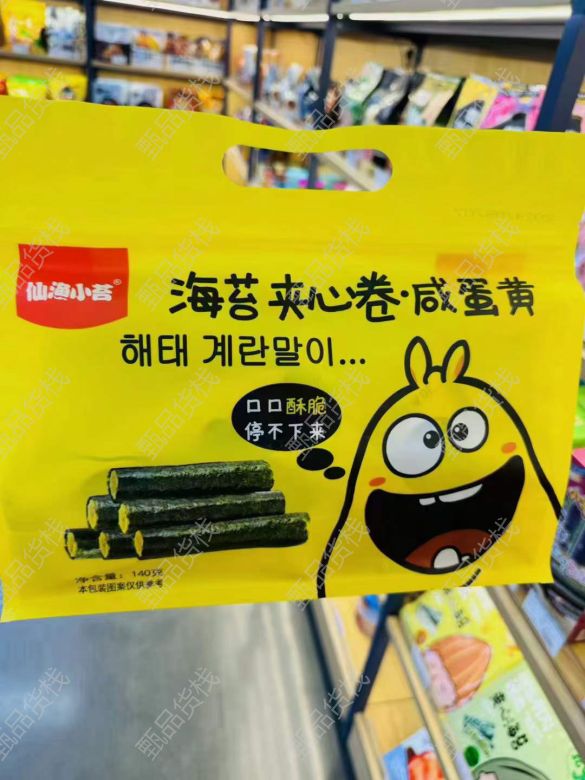 仙渔小苔®
海苔夹心卷·咸蛋黄
해태 계란말이...
口口酥脆
停不下来
净含量：140克
本包装图案仅供参考
甄品货栈